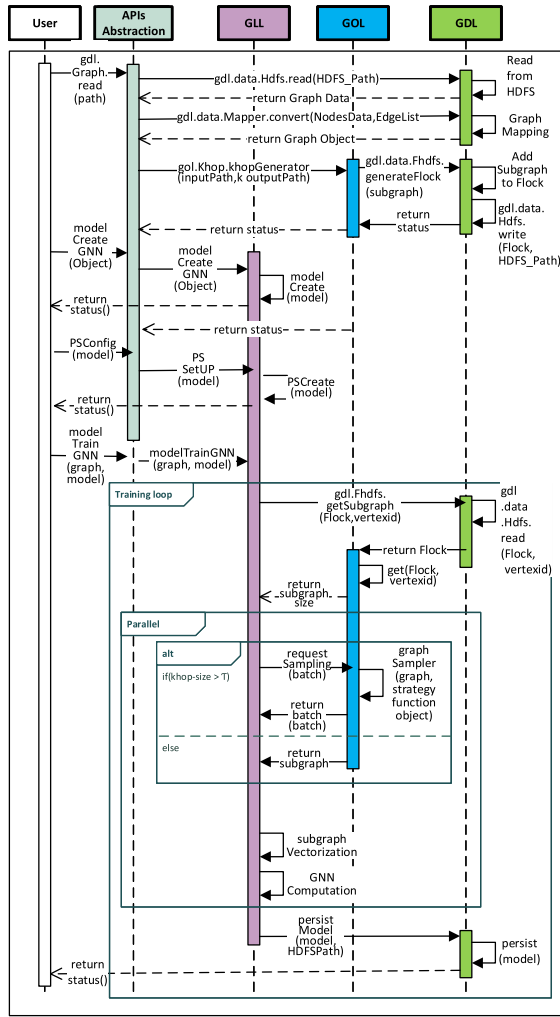 User
APIs
Abstraction
GLL
GOL
GDL
gdl.
Graph.
read
(path)
gdl.data.Hdfs.read(HDFS_Path)
Read
from
HDFS
return Graph Data
gdl.data.Mapper.convert(NodesData,EdgeList
Graph
Mapping
return Graph Object
gol.Khop.khopGenerator
(inputPath,k outputPath)
gdl.data.Fhdfs.
generateFlock
(subgraph)
Add
Subgraph
to Flock
gdl.data.
Hdfs.
write
(Flock,
HDFS_Path)
return
status
return status
model
Create
GNN
(Object)
model
Create
GNN
(Object)
model
Create
(model)
return
status()
return status
PSConfig
(model)
PS
SetUP
(model)
PSCreate
(model)
return
status()
model
Train
GNN
(graph,
model)
modelTrainGNN
(graph, model)
Training loop
gdl.Fhdfs.
getSubgraph
(Flock,vertexid)
gdl
.data
.Hdfs.
read
(Flock,
vertexid)
return Flock
get(Flock,
vertexid)
return
subgraph
size
Parallel
alt
if(khop-size > T)
request
Sampling
(batch)
graph
Sampler
(graph,
strategy
function
object)
return
batch
(batch)
else
return
subgraph
subgraph
Vectorization
GNN
Computation
persist
Model
(model,
HDFSPath)
persist
(model)
return
status()